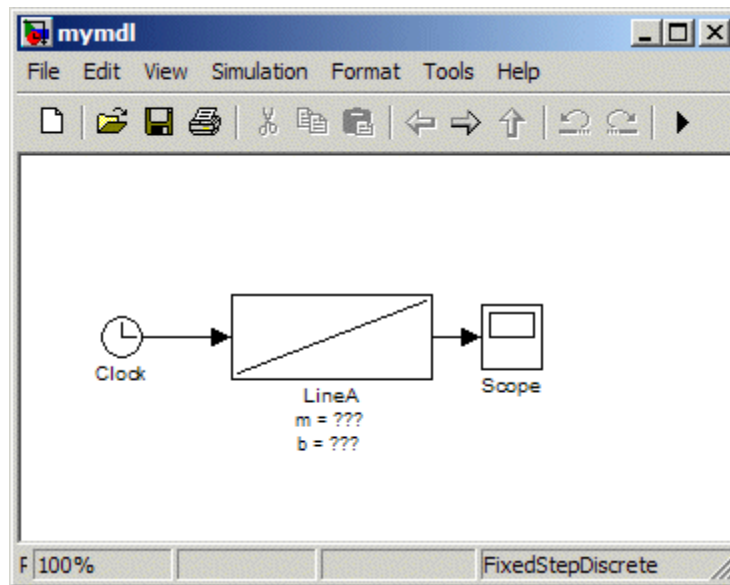 mymdl
File Edit View Simulation Format Tools Help
Clock
LineA
m = ???
b = ???
Scope
F 100% FixedStepDiscrete